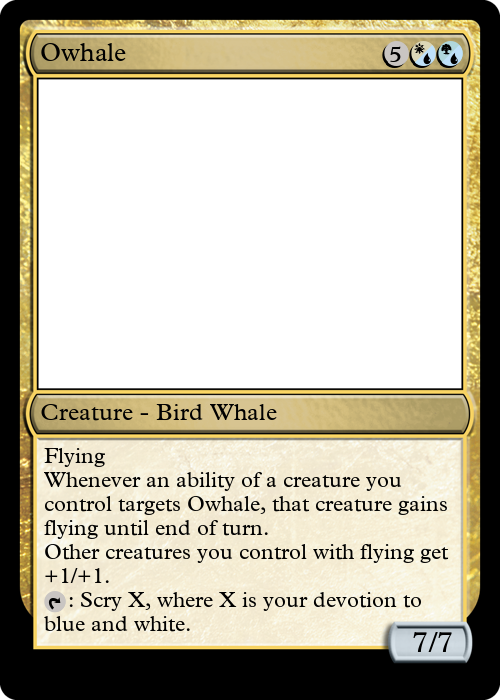 Owhale 5
Creature - Bird Whale
Flying
Whenever an ability of a creature you
control targets Owhale, that creature gains
flying until end of turn.
Other creatures you control with flying get
+1/+1.
: Scry X, where X is your devotion to
blue and white.
7/7